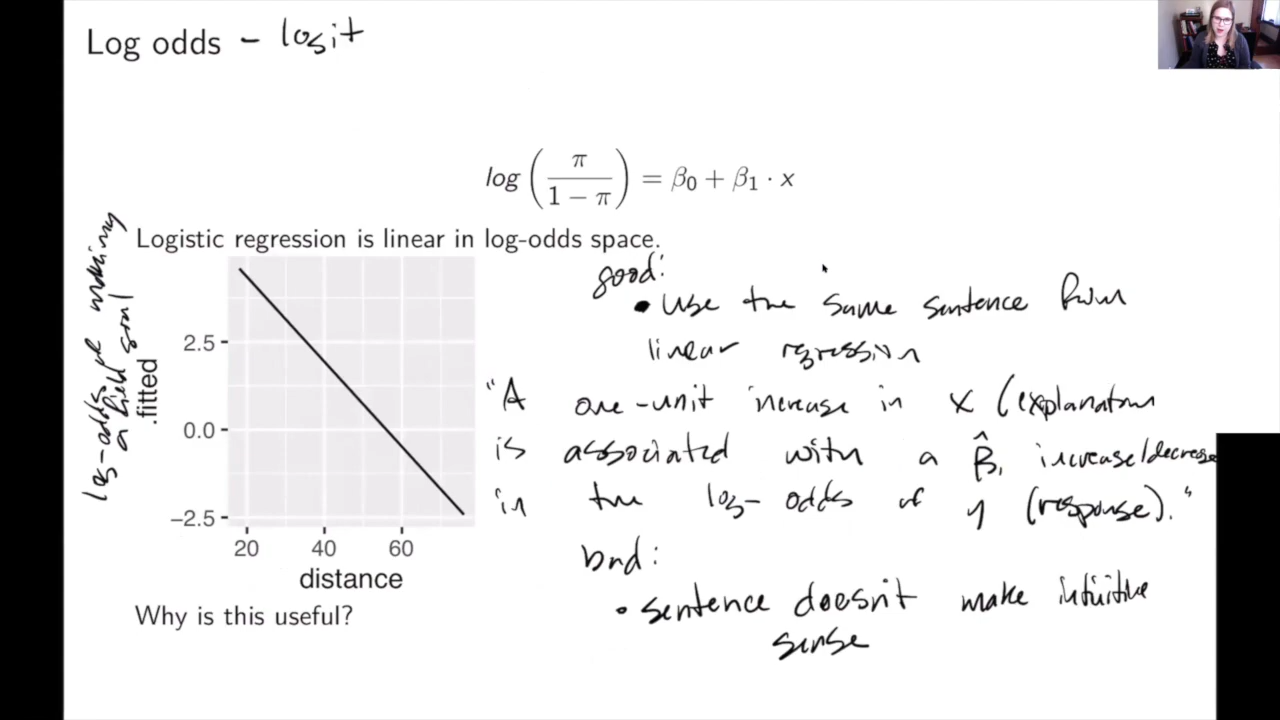 Log odds - logit
log ( π / 1 − π ) = β0 + β1 · x
Logistic regression is linear in log-odds space.
log-odds of making
a field goal
.fitted
2.5
0.0
−2.5
20 40 60
distance
good:
• Use the same sentence from
linear regression
"A one-unit increase in x (explanatory
is associated with a β̂1 increase/decrease
in the log-odds of y (response)."
bad:
• sentence doesn't make intuitive
sense
Why is this useful?